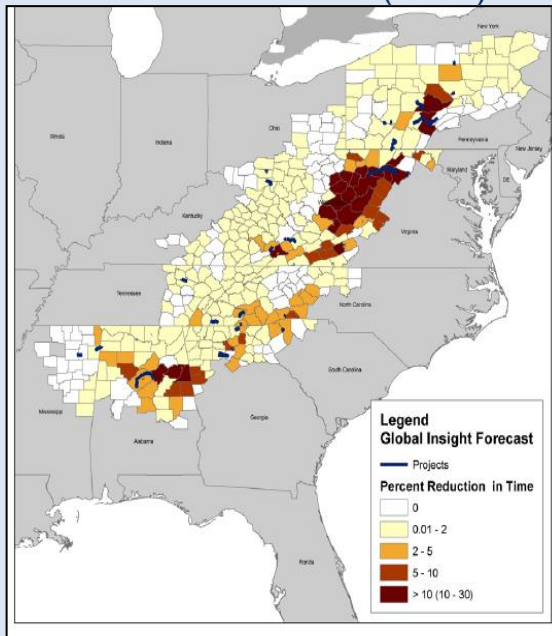 New York
Pennsylvania
New Jersey
Ohio
Illinois
Indiana
Maryland
DE
Kentucky
Virginia
Tennessee
North Carolina
South Carolina
Mississippi
Alabama
Georgia
Florida
Legend
Global Insight Forecast
Projects
Percent Reduction in Time
0
0.01 - 2
2 - 5
5 - 10
> 10 (10 - 30)